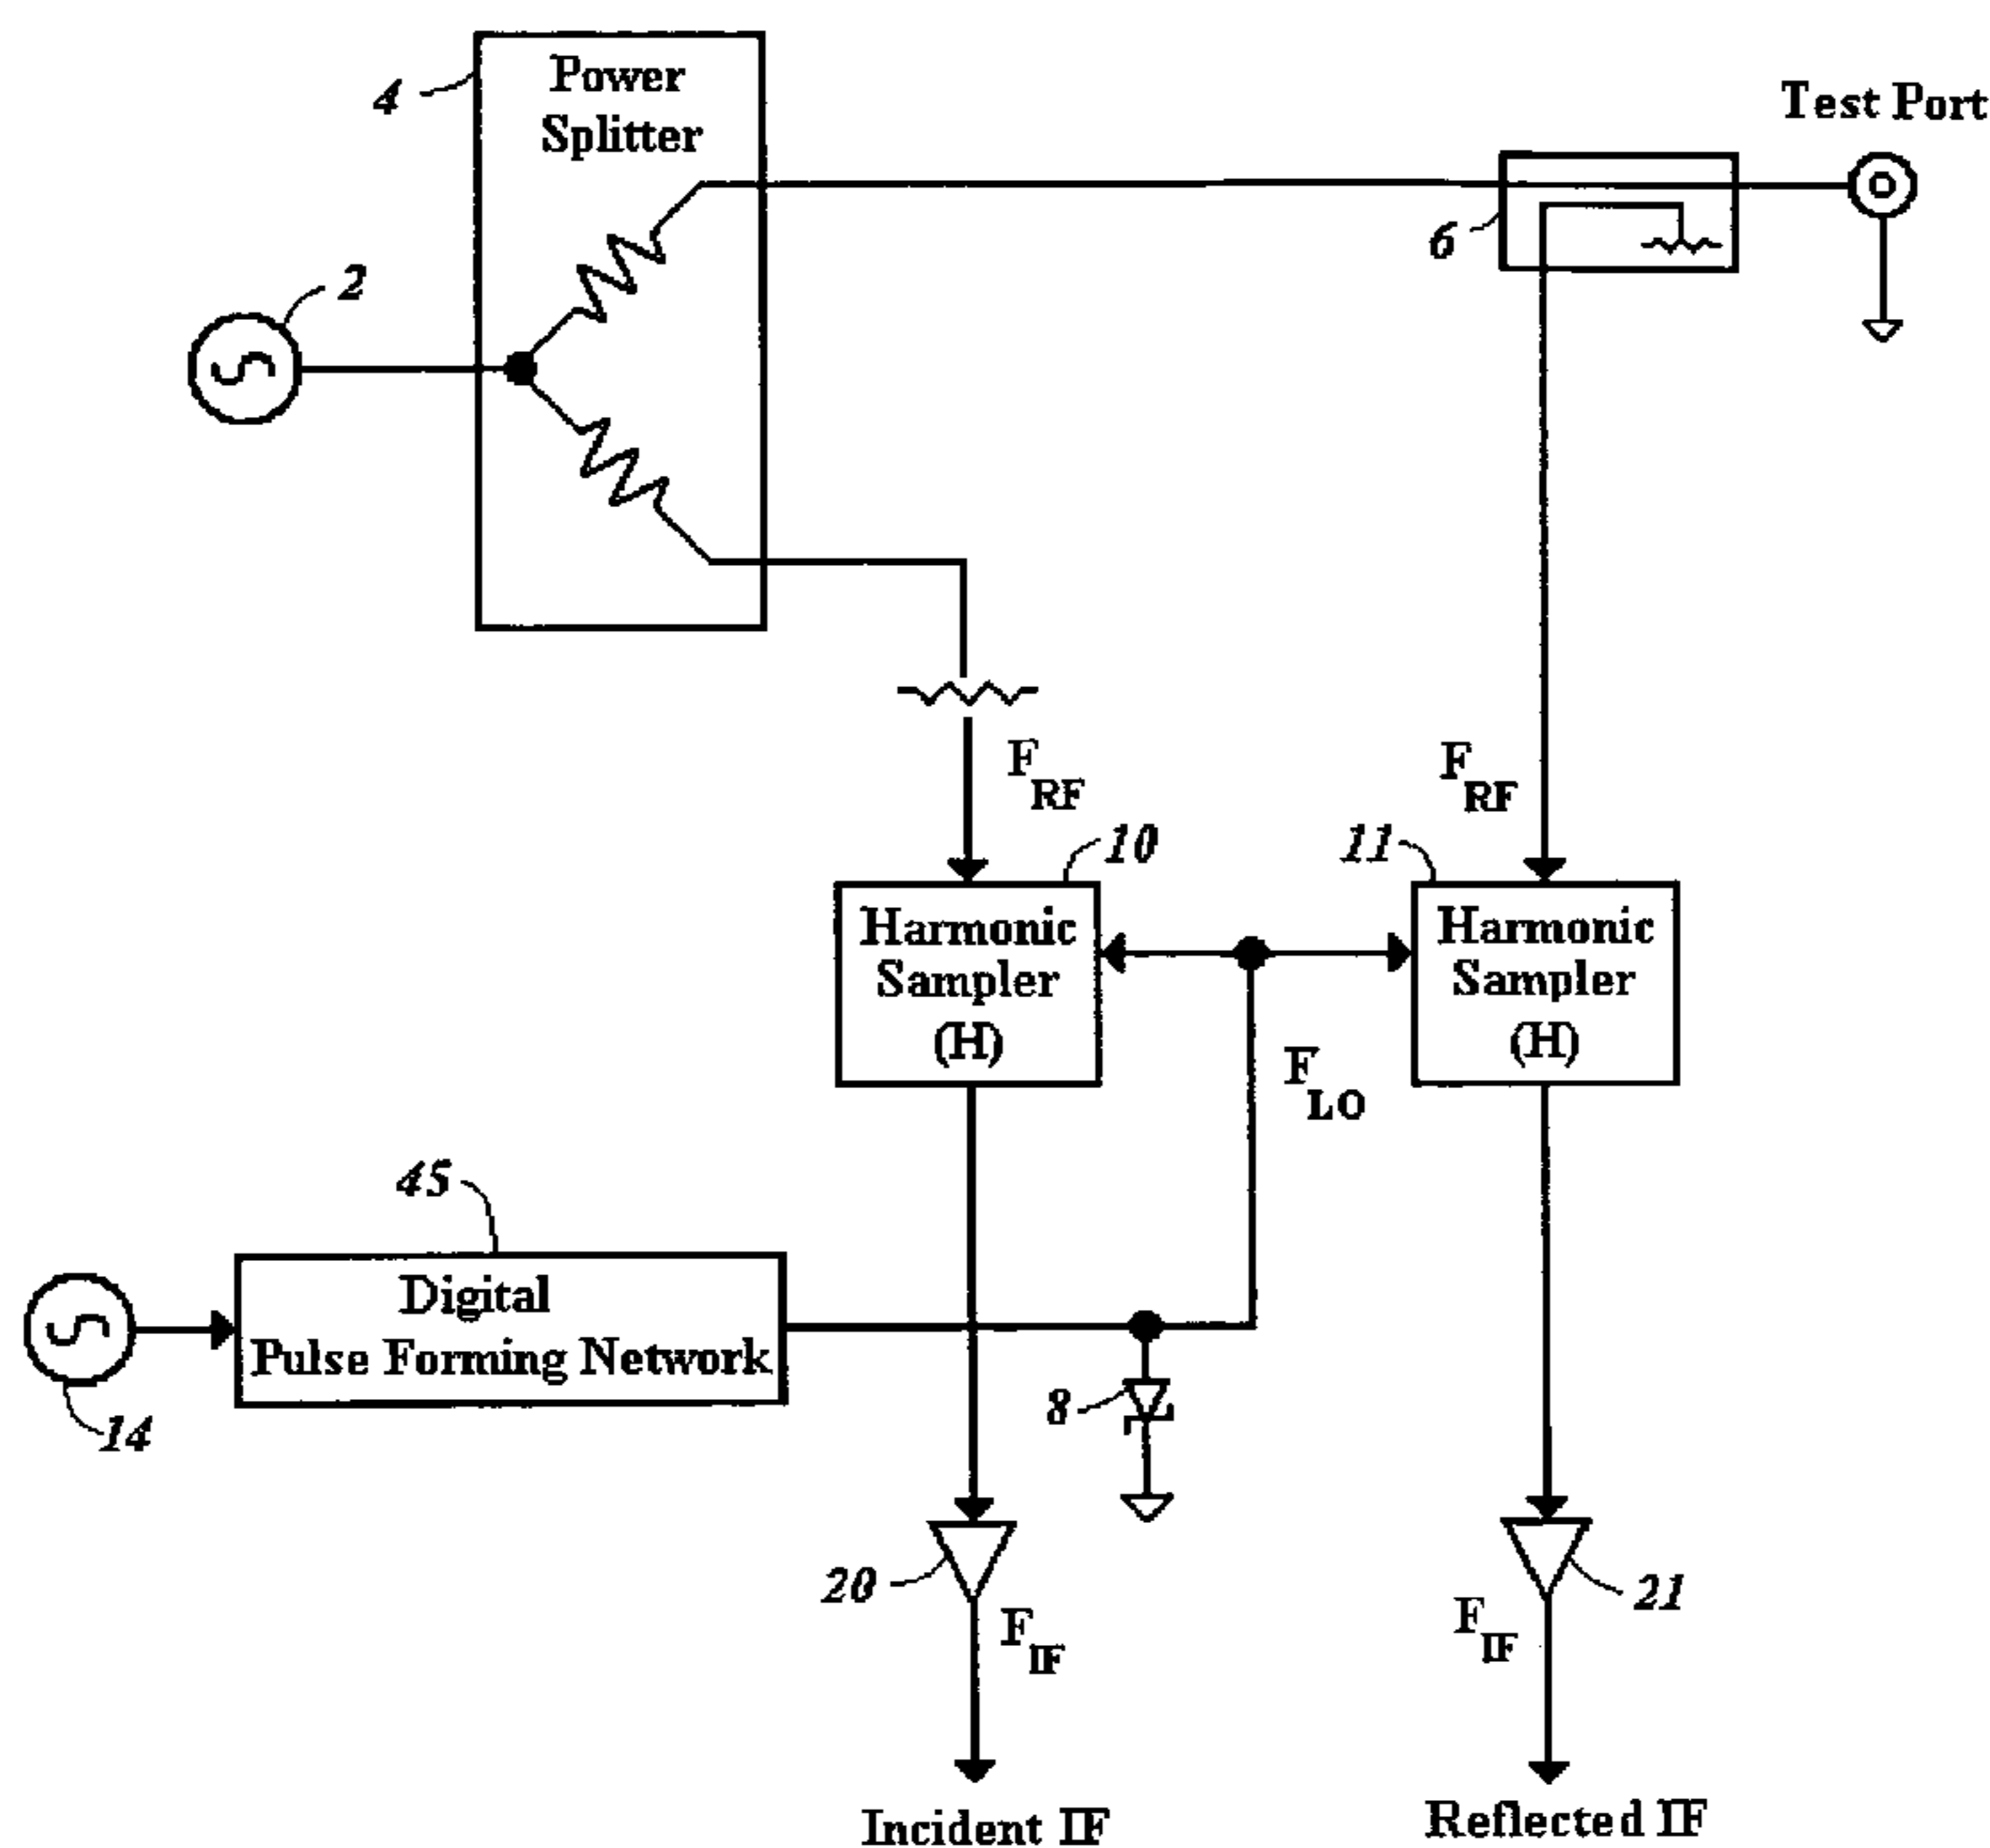 Power
Splitter
4
Test Port
6
2
F
RF
F
RF
10
11
Harmonic
Sampler
(H)
Harmonic
Sampler
(H)
F
LO
45
Digital
Pulse Forming Network
14
8
20
21
F
IF
F
IF
Incident IF
Reflected IF